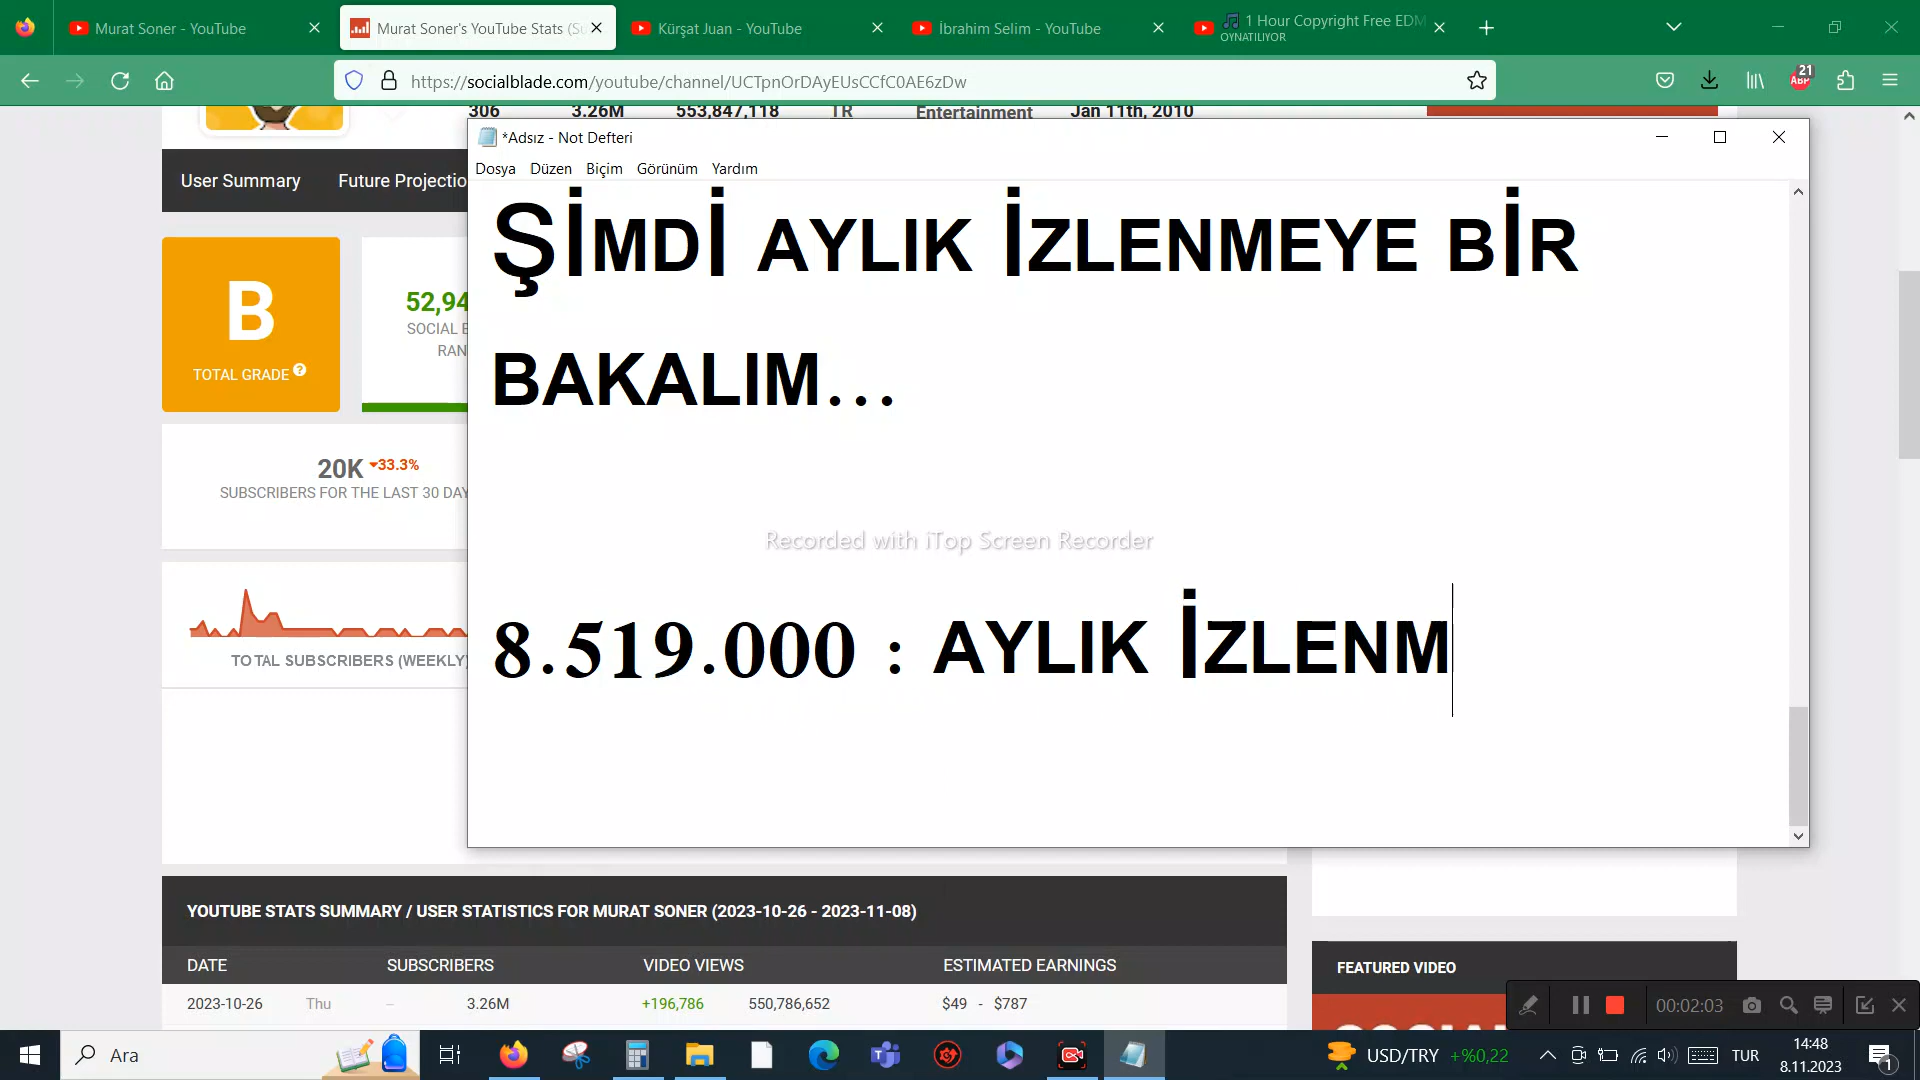 Murat Soner - YouTube
Murat Soner's YouTube Stats (Su
Kürşat Juan - YouTube
İbrahim Selim - YouTube
1 Hour Copyright Free EDM
OYNATILIYOR
https://socialblade.com/youtube/channel/UCTpnOrDAyEUsCCfC0AE6zDw
ABP
21
306 3.26M 553,847,118 TR Entertainment Jan 11th, 2010
*Adsız - Not Defteri
Dosya Düzen Biçim Görünüm Yardım
User Summary Future Projectio
ŞİMDİ AYLIK İZLENMEYE BİR
BAKALIM...
B
TOTAL GRADE ?
52,94
SOCIAL B
RAN
20K 33.3%
SUBSCRIBERS FOR THE LAST 30 DAY
Recorded with iTop Screen Recorder
8.519.000 : AYLIK İZLENM
TOTAL SUBSCRIBERS (WEEKLY)
YOUTUBE STATS SUMMARY / USER STATISTICS FOR MURAT SONER (2023-10-26 - 2023-11-08)
DATE SUBSCRIBERS VIDEO VIEWS ESTIMATED EARNINGS
2023-10-26 Thu – 3.26M +196,786 550,786,652 $49 - $787
FEATURED VIDEO
00:02:03
Ara
USD/TRY +%0,22
TUR
14:48
8.11.2023
1